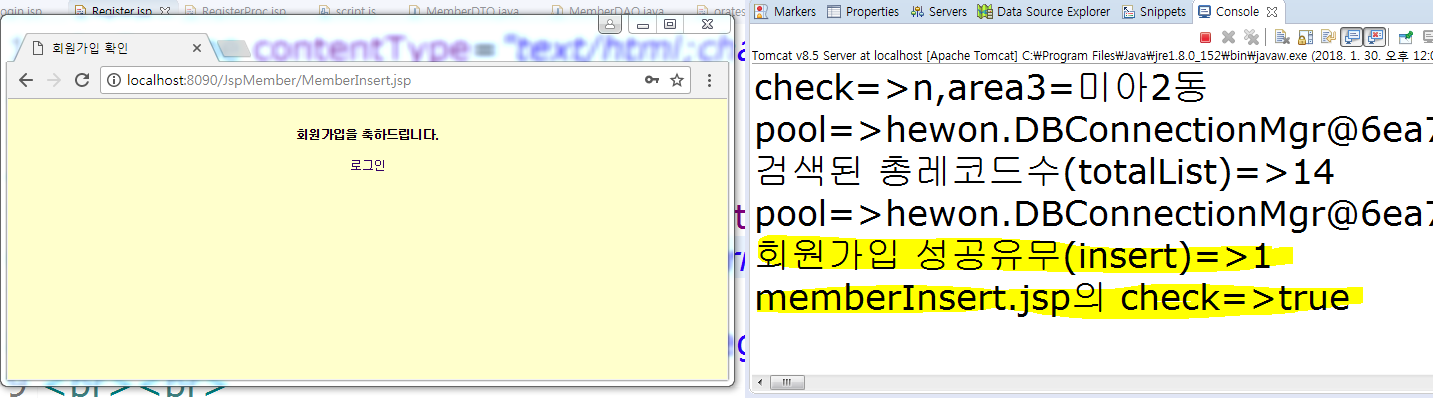 Register.jsp RegisterProc.jsp script.js MemberDTO.java MemberDAO.java
회원가입 확인
contentType="text/html;cha
localhost:8090/JspMember/MemberInsert.jsp
회원가입을 축하드립니다.
로그인
<br><br>
Markers Properties Servers Data Source Explorer Snippets Console
Tomcat v8.5 Server at localhost [Apache Tomcat] C:₩Program Files₩Java₩jre1.8.0_152₩bin₩javaw.exe (2018. 1. 30. 오후 12:0
check=>n,area3=미아2동
pool=>hewon.DBConnectionMgr@6ea7
검색된 총레코드수(totalList)=>14
pool=>hewon.DBConnectionMgr@6ea7
회원가입 성공유무(insert)=>1
memberInsert.jsp의 check=>true